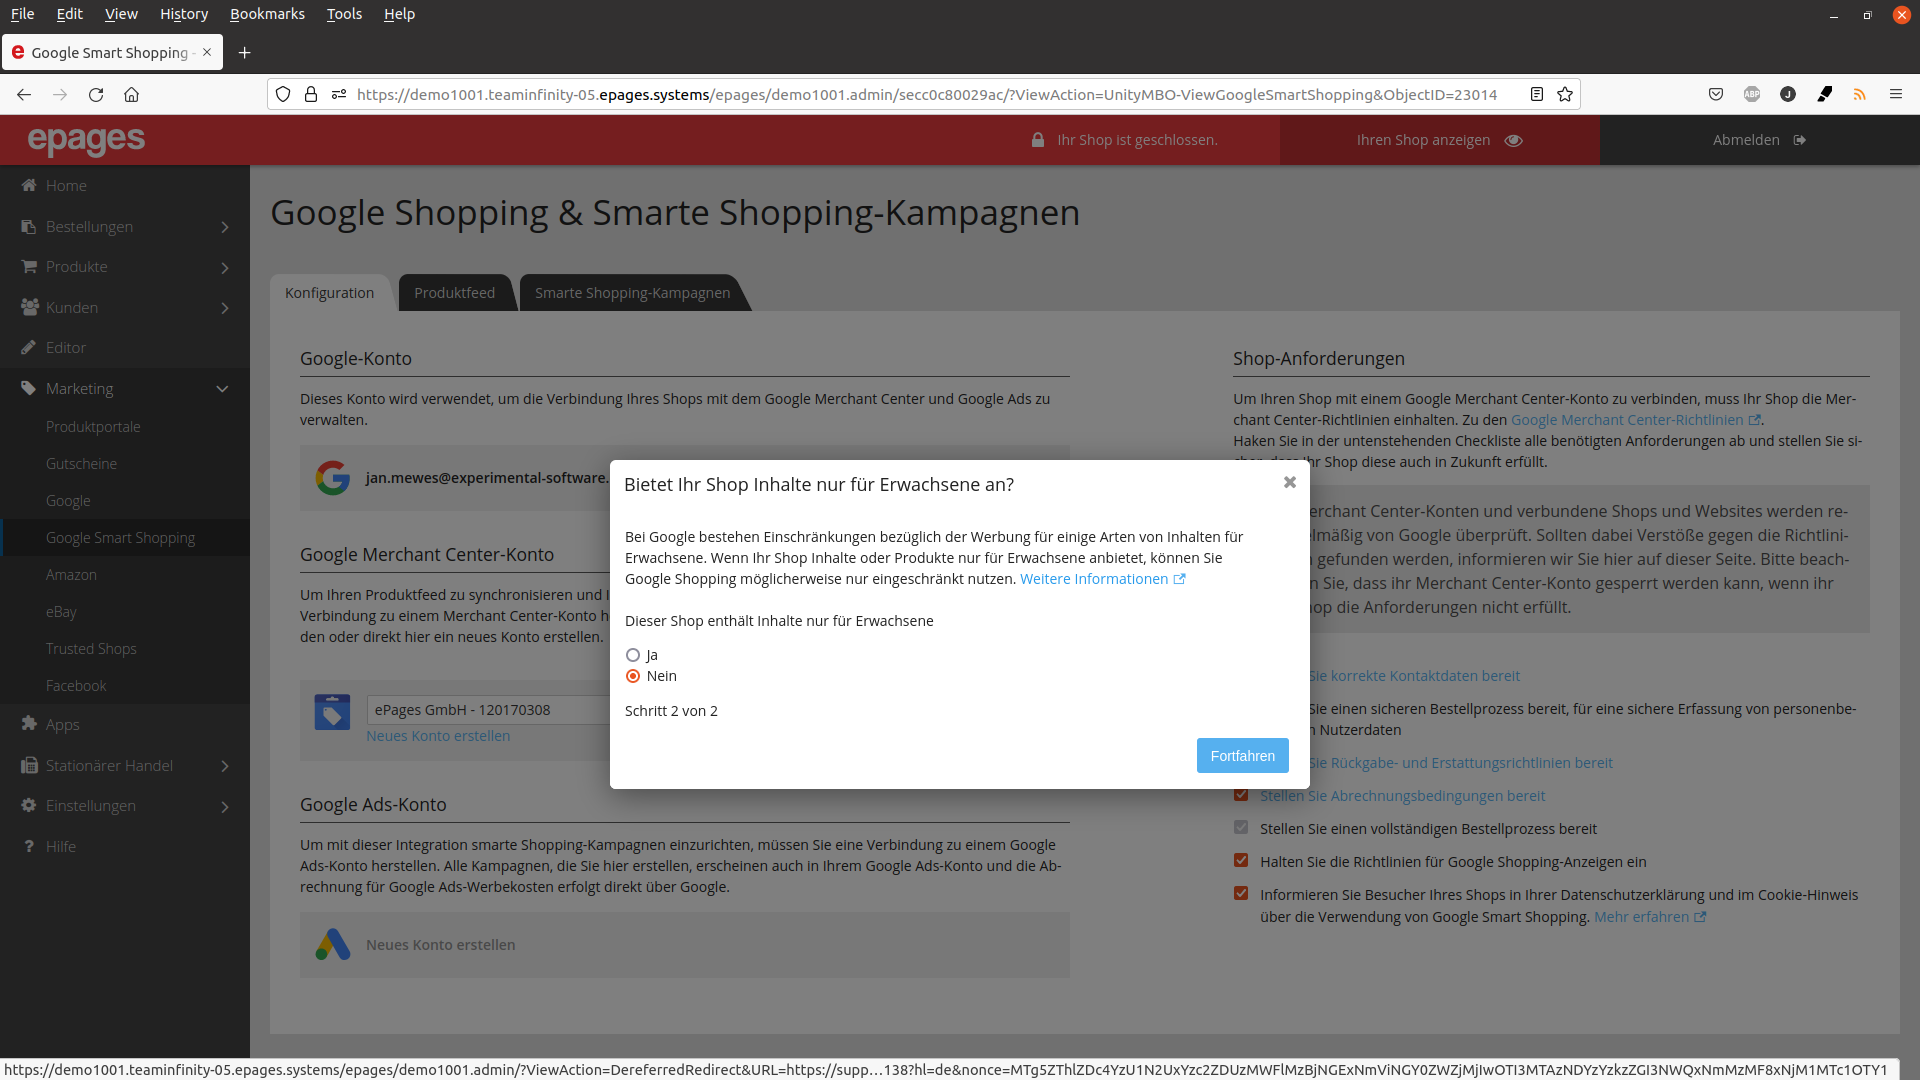 File Edit View History Bookmarks Tools Help
Google Smart Shopping -
https://demo1001.teaminfinity-05.epages.systems/epages/demo1001.admin/secc0c80029ac/?ViewAction=UnityMBO-ViewGoogleSmartShopping&ObjectID=23014
ABP
J
epages
Ihr Shop ist geschlossen.
Ihren Shop anzeigen
Abmelden
Home
Bestellungen
Produkte
Kunden
Editor
Marketing
Produktportale
Gutscheine
Google
Google Smart Shopping
Amazon
eBay
Trusted Shops
Facebook
Apps
Stationärer Handel
Einstellungen
Hilfe
Google Shopping & Smarte Shopping-Kampagnen
Konfiguration
Produktfeed
Smarte Shopping-Kampagnen
Google-Konto
Dieses Konto wird verwendet, um die Verbindung Ihres Shops mit dem Google Merchant Center und Google Ads zu
verwalten.
jan.mewes@experimental-software.
Google Merchant Center-Konto
Um Ihren Produktfeed zu synchronisieren und
Verbindung zu einem Merchant Center-Konto
den oder direkt hier ein neues Konto erstellen.
ePages GmbH - 120170308
Neues Konto erstellen
Google Ads-Konto
Um mit dieser Integration smarte Shopping-Kampagnen einzurichten, müssen Sie eine Verbindung zu einem Google
Ads-Konto herstellen. Alle Kampagnen, die Sie hier erstellen, erscheinen auch in Ihrem Google Ads-Konto und die Ab-
rechnung für Google Ads-Werbekosten erfolgt direkt über Google.
Neues Konto erstellen
Bietet Ihr Shop Inhalte nur für Erwachsene an?
Bei Google bestehen Einschränkungen bezüglich der Werbung für einige Arten von Inhalten für
Erwachsene. Wenn Ihr Shop Inhalte oder Produkte nur für Erwachsene anbietet, können Sie
Google Shopping möglicherweise nur eingeschränkt nutzen. Weitere Informationen
Dieser Shop enthält Inhalte nur für Erwachsene
Ja
Nein
Schritt 2 von 2
Fortfahren
Shop-Anforderungen
Um Ihren Shop mit einem Google Merchant Center-Konto zu verbinden, muss Ihr Shop die Mer-
chant Center-Richtlinien einhalten. Zu den Google Merchant Center-Richtlinien.
Haken Sie in der untenstehenden Checkliste alle benötigten Anforderungen ab und stellen Sie si-
cher, dass Ihr Shop diese auch in Zukunft erfüllt.
erchant Center-Konten und verbundene Shops und Websites werden re-
elmäßig von Google überprüft. Sollten dabei Verstöße gegen die Richtlini-
gefunden werden, informieren wir Sie hier auf dieser Seite. Bitte beach-
n Sie, dass ihr Merchant Center-Konto gesperrt werden kann, wenn ihr
op die Anforderungen nicht erfüllt.
Sie korrekte Kontaktdaten bereit
Sie einen sicheren Bestellprozess bereit, für eine sichere Erfassung von personenbe-
n Nutzerdaten
Sie Rückgabe- und Erstattungsrichtlinien bereit
Stellen Sie Abrechnungsbedingungen bereit
Stellen Sie einen vollständigen Bestellprozess bereit
Halten Sie die Richtlinien für Google Shopping-Anzeigen ein
Informieren Sie Besucher Ihres Shops in Ihrer Datenschutzerklärung und im Cookie-Hinweis
über die Verwendung von Google Smart Shopping. Mehr erfahren
https://demo1001.teaminfinity-05.epages.systems/epages/demo1001.admin/?ViewAction=DereferredRedirect&URL=https://supp…138?hl=de&nonce=MTg5ZThlZDc4YzU1N2UxYzc2ZDUzMWFlMzBjNGExNmViNGY0ZWZjMjIwOTI3MTAzNDYzYzkzZGI3NWQxNmMzMF8xNjM1MTc1OTY1